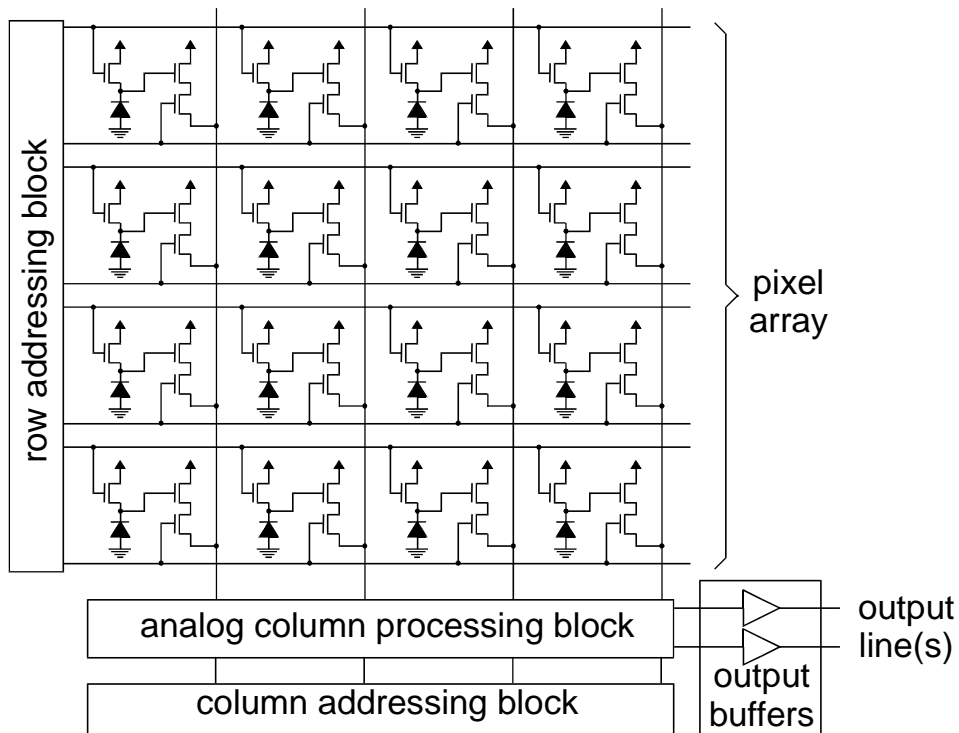 row addressing block
pixel
array
analog column processing block
output
line(s)
output
buffers
column addressing block